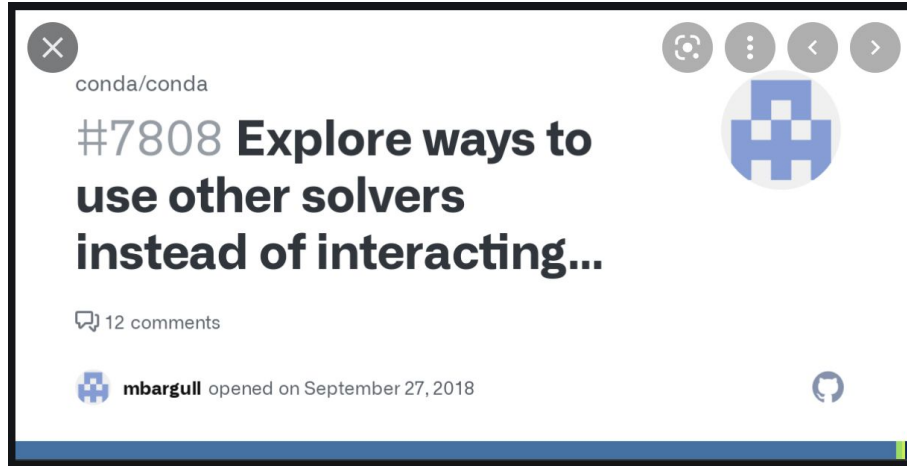 conda/conda
#7808 Explore ways to
use other solvers
instead of interacting...
12 comments
mbargull opened on September 27, 2018